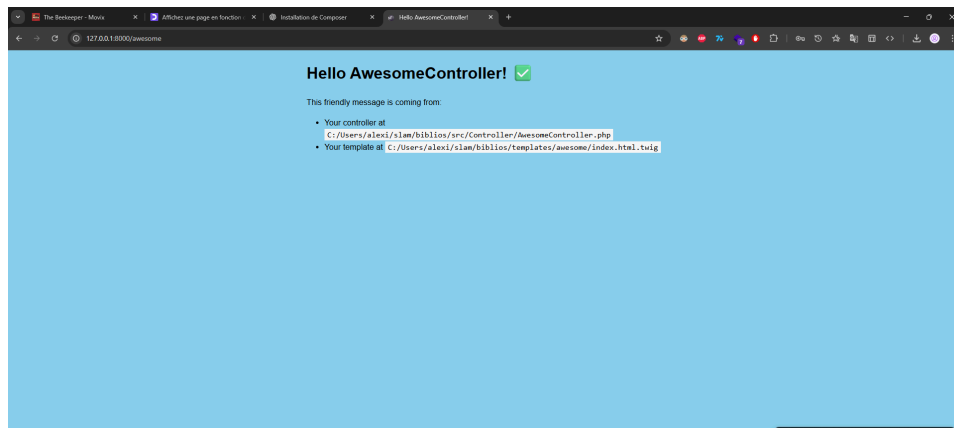 The Beekeeper - Movix
Affichez une page en fonction
Installation de Composer
Hello AwesomeController!
127.0.0.1:8000/awesome
Hello AwesomeController! ✅
This friendly message is coming from:
• Your controller at
C:/Users/alexi/slam/biblios/src/Controller/AwesomeController.php
• Your template at C:/Users/alexi/slam/biblios/templates/awesome/index.html.twig